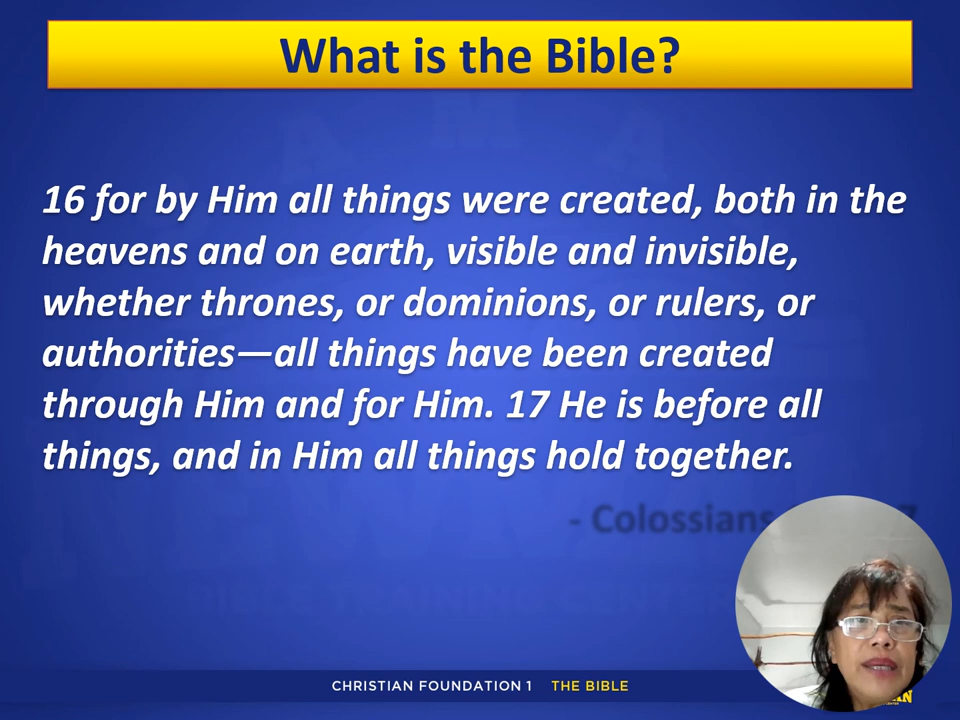 What is the Bible?
16 for by Him all things were created, both in the
heavens and on earth, visible and invisible,
whether thrones, or dominions, or rulers, or
authorities—all things have been created
through Him and for Him. 17 He is before all
things, and in Him all things hold together.
- Colossians
CHRISTIAN FOUNDATION 1 THE BIBLE